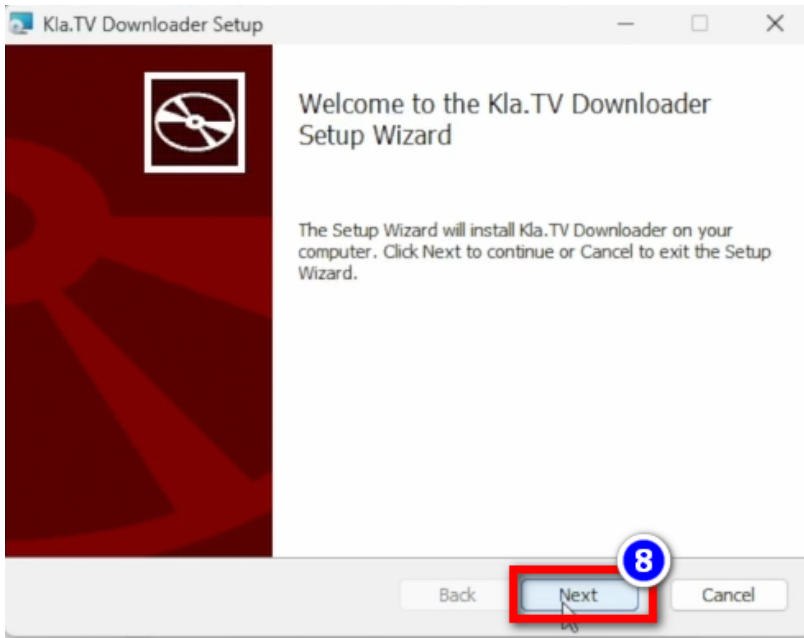 Kla.TV Downloader Setup
Welcome to the Kla.TV Downloader
Setup Wizard
The Setup Wizard will install Kla.TV Downloader on your
computer. Click Next to continue or Cancel to exit the Setup
Wizard.
8
Back Next Cancel